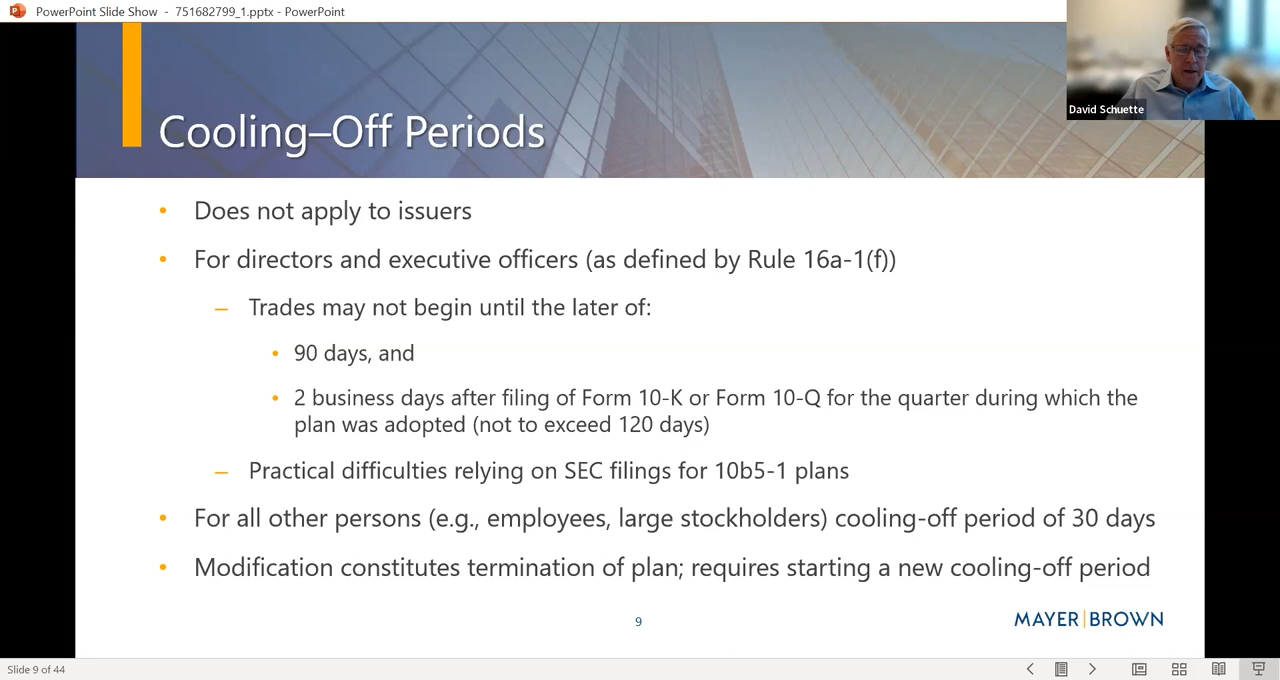 PowerPoint Slide Show - 751682799_1.pptx - PowerPoint
David Schuette
Cooling–Off Periods
• Does not apply to issuers
• For directors and executive officers (as defined by Rule 16a-1(f))
– Trades may not begin until the later of:
• 90 days, and
• 2 business days after filing of Form 10-K or Form 10-Q for the quarter during which the
plan was adopted (not to exceed 120 days)
– Practical difficulties relying on SEC filings for 10b5-1 plans
• For all other persons (e.g., employees, large stockholders) cooling-off period of 30 days
• Modification constitutes termination of plan; requires starting a new cooling-off period
9
MAYER|BROWN
Slide 9 of 44